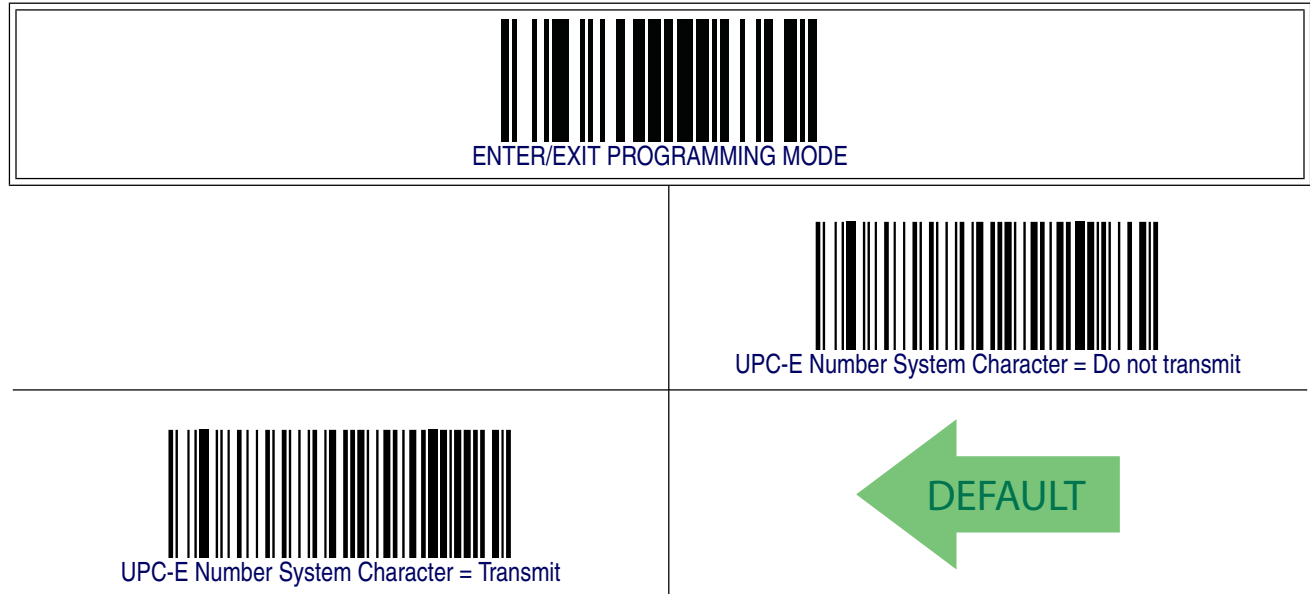 ENTER/EXIT PROGRAMMING MODE
UPC-E Number System Character = Do not transmit
UPC-E Number System Character = Transmit
DEFAULT